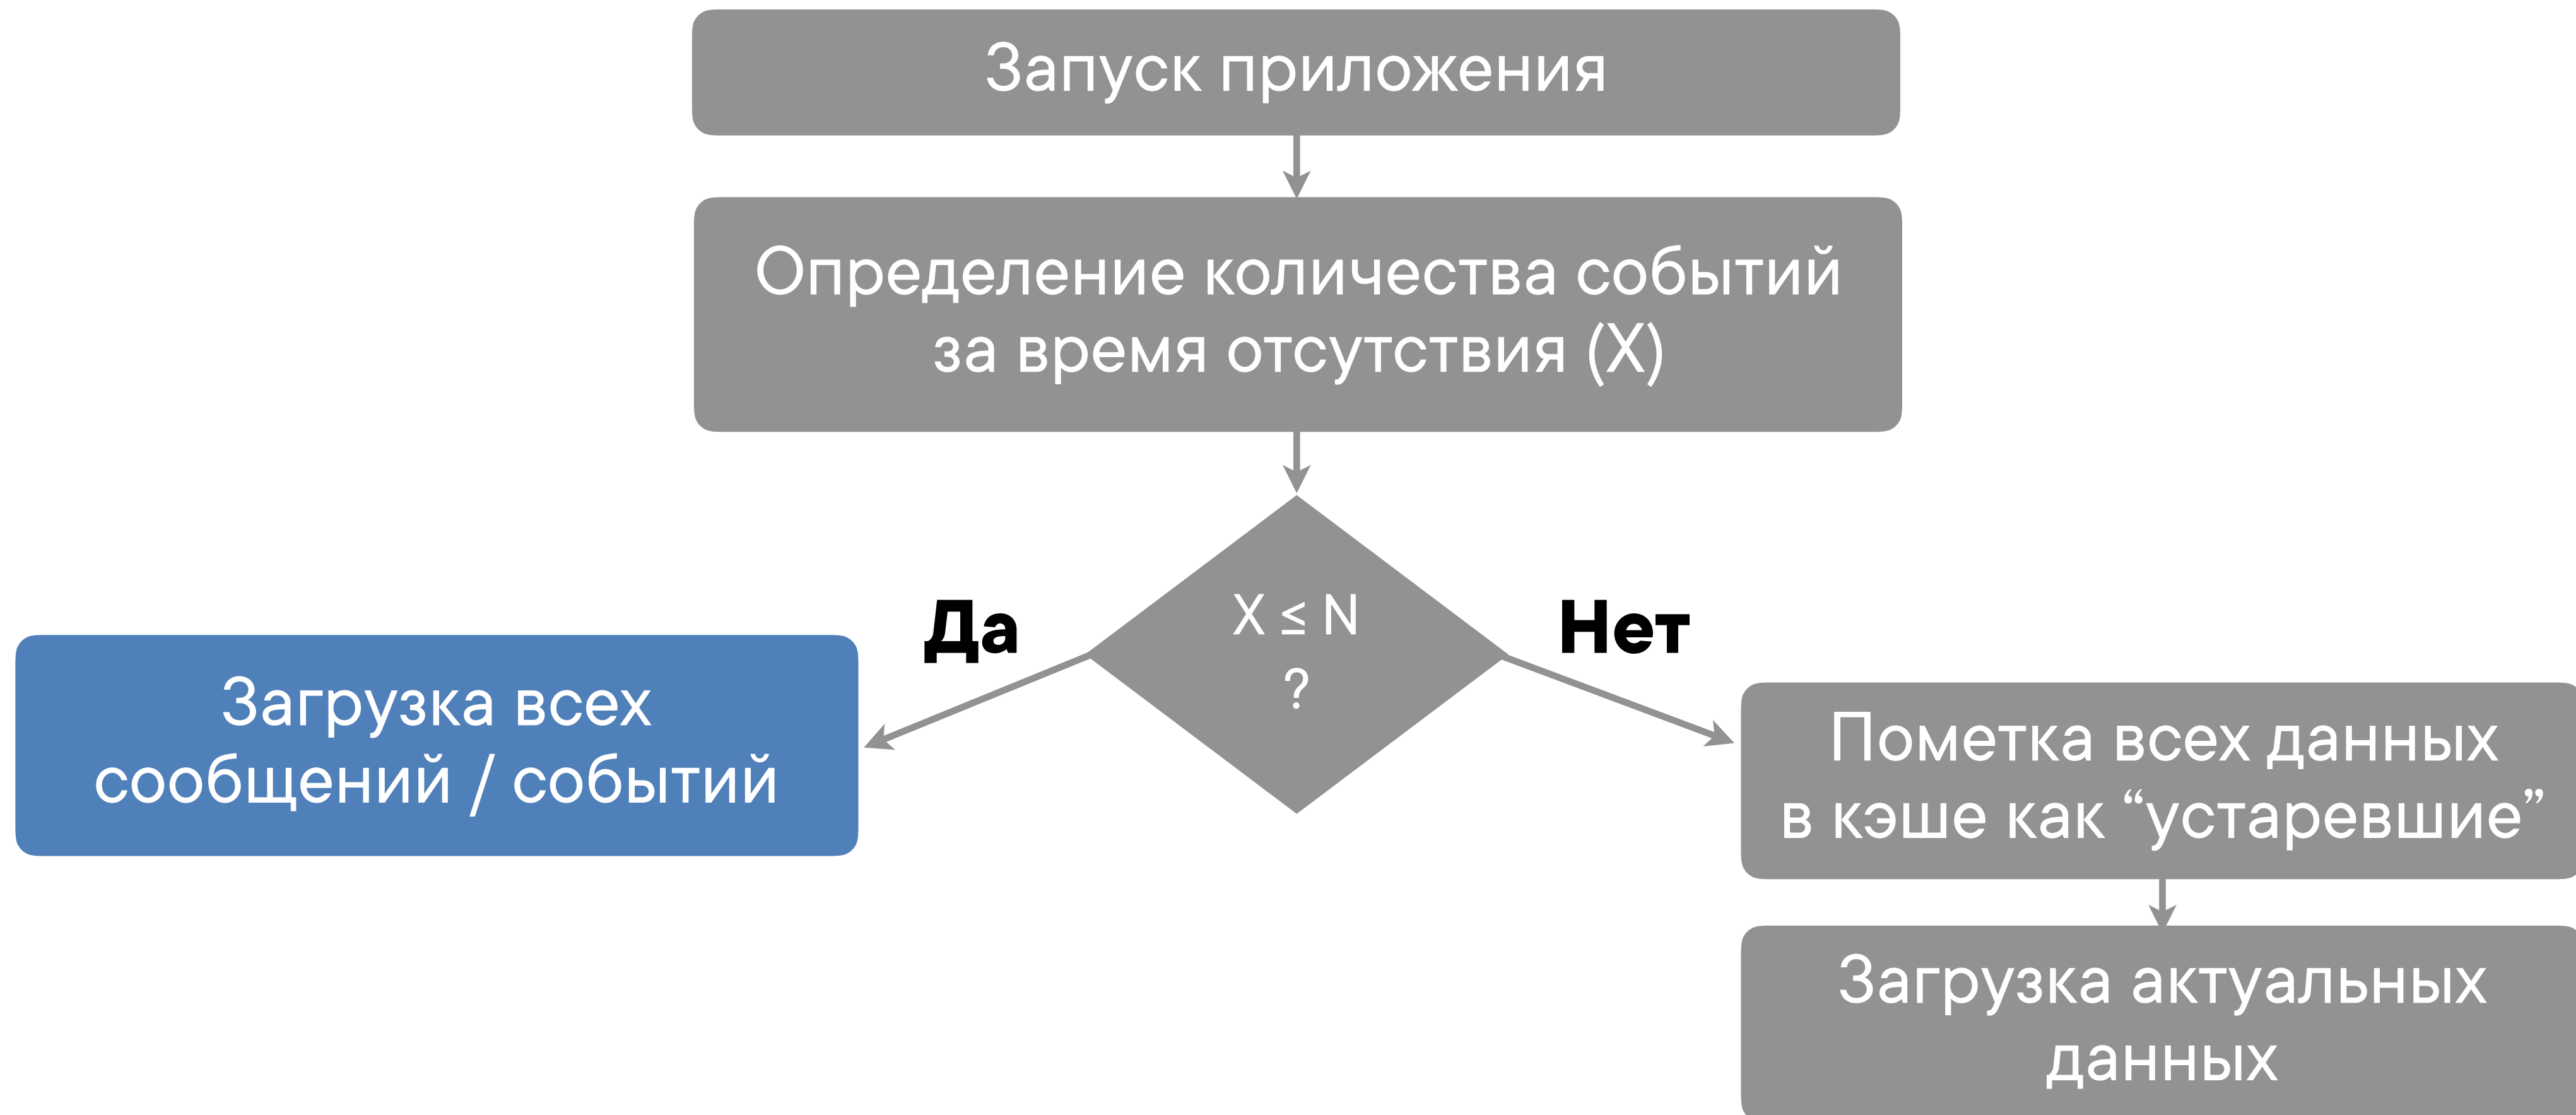 Запуск приложения
Определение количества событий
за время отсутствия (X)
X ≤ N
?
Да
Нет
Загрузка всех
сообщений / событий
Пометка всех данных
в кэше как “устаревшие”
Загрузка актуальных
данных